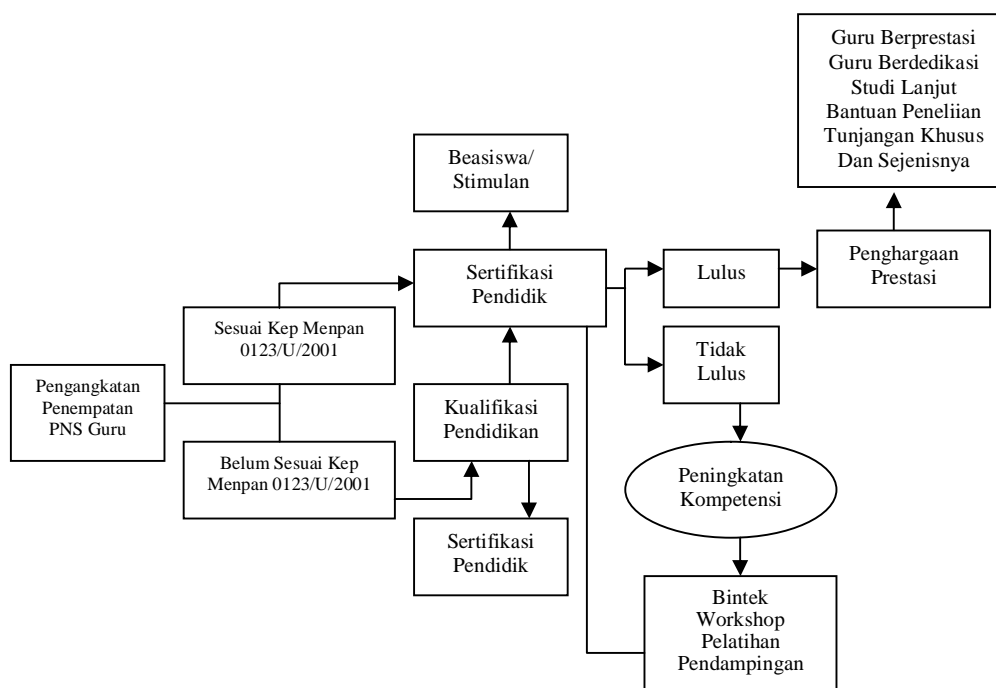 Guru Berprestasi
Guru Berdedikasi
Studi Lanjut
Bantuan Peneliian
Tunjangan Khusus
Dan Sejenisnya
Beasiswa/
Stimulan
Sertifikasi
Pendidik
Lulus
Penghargaan
Prestasi
Sesuai Kep Menpan
0123/U/2001
Tidak
Lulus
Pengangkatan
Penempatan
PNS Guru
Kualifikasi
Pendidikan
Belum Sesuai Kep
Menpan 0123/U/2001
Peningkatan
Kompetensi
Sertifikasi
Pendidik
Bintek
Workshop
Pelatihan
Pendampingan